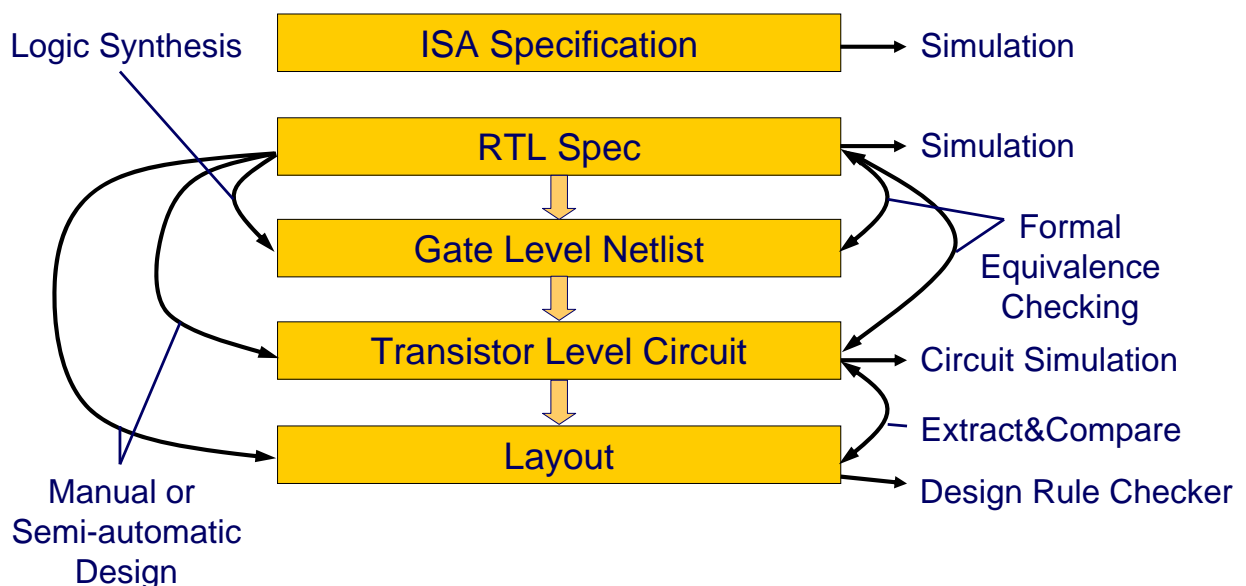 Logic Synthesis
ISA Specification
Simulation
RTL Spec
Simulation
Gate Level Netlist
Formal
Equivalence
Checking
Transistor Level Circuit
Circuit Simulation
Extract&Compare
Layout
Design Rule Checker
Manual or
Semi-automatic
Design